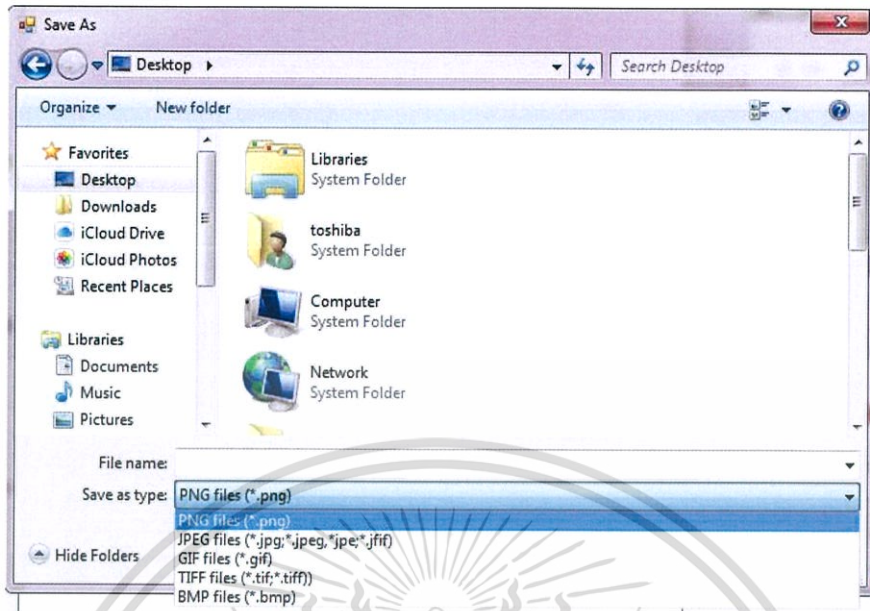 Save As
Desktop
Search Desktop
Organize
New folder
Favorites
Desktop
Downloads
iCloud Drive
iCloud Photos
Recent Places
Libraries
Documents
Music
Pictures
Libraries
System Folder
toshiba
System Folder
Computer
System Folder
Network
System Folder
File name:
Save as type: PNG files (*.png)
PNG files (*.png)
JPEG files (*.jpg;*.jpeg,*jpe;*.jfif)
GIF files (*.gif)
TIFF files (*.tif;*.tiff))
BMP files (*.bmp)
Hide Folders